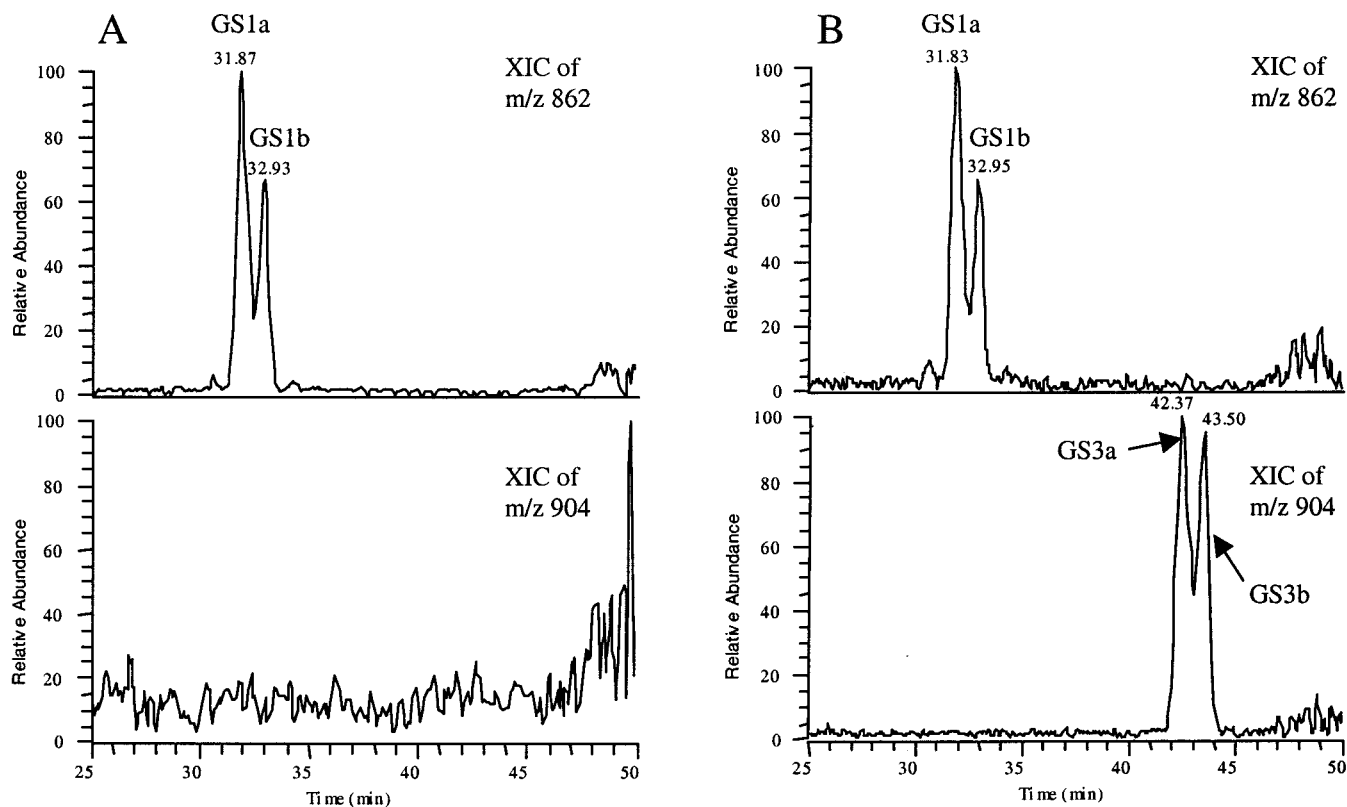 A
GS1a
31.87
XIC of
m/z 862
GS1b
32.93
100
80
60
40
20
0
Relative Abundance
XIC of
m/z 904
100
80
60
40
20
0
Relative Abundance
25 30 35 40 45 50
Time (min)
B
GS1a
31.83
XIC of
m/z 862
GS1b
32.95
100
80
60
40
20
0
Relative Abundance
42.37
43.50
GS3a
XIC of
m/z 904
GS3b
100
80
60
40
20
0
Relative Abundance
25 30 35 40 45 50
Time (min)